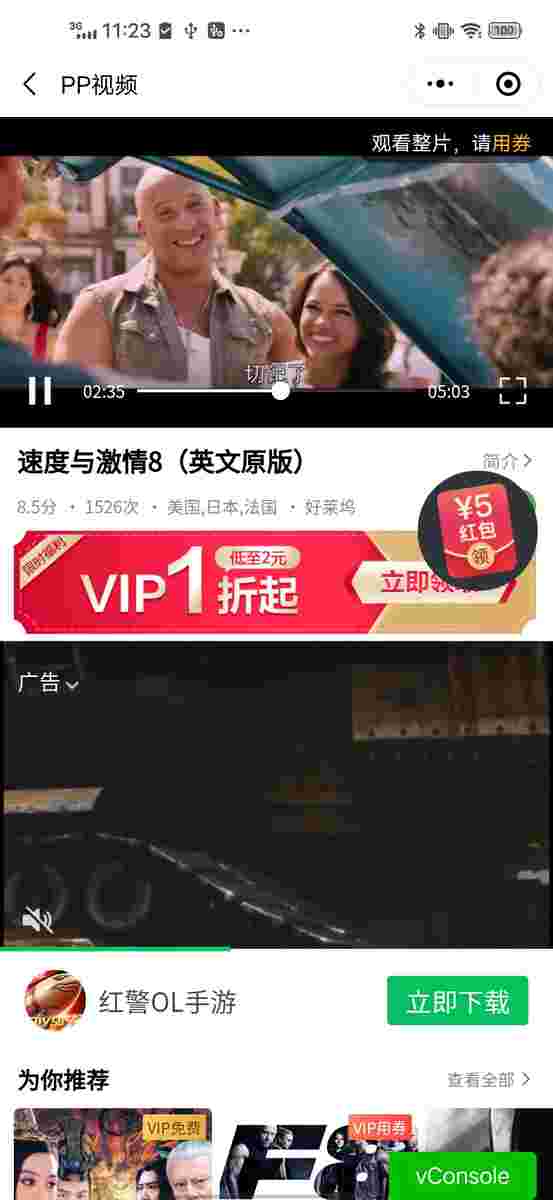 3G 11:23 100
PP视频
观看整片，请用券
02:35
05:03
速度与激情8（英文原版）
简介
8.5分 · 1526次 · 美国,日本,法国 · 好莱坞
¥5
红包
领
限时福利
VIP1折起
低至2元
立即领
广告
红警OL手游
立即下载
为你推荐
查看全部
VIP免费
VIP用券
F8
vConsole